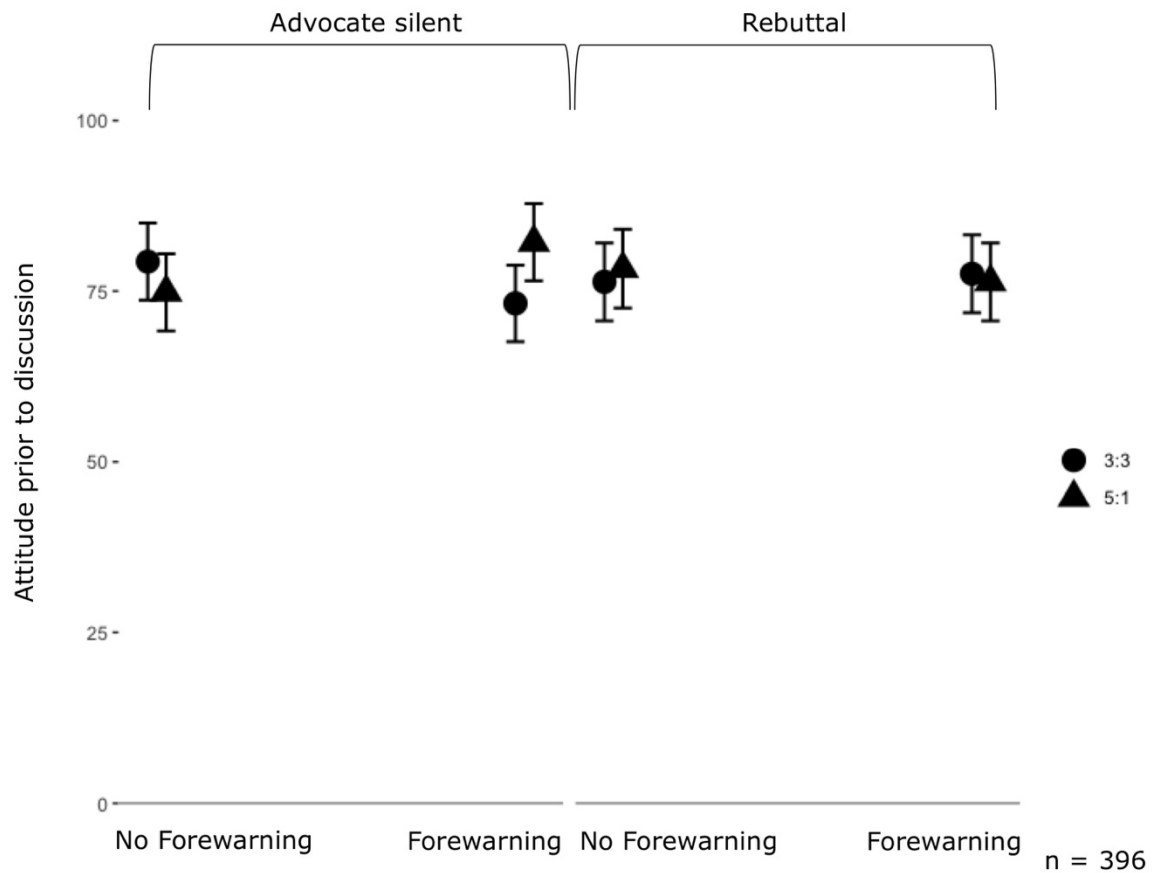 Advocate silent
Rebuttal
100
75
50
25
0
Attitude prior to discussion
3:3
5:1
No Forewarning
Forewarning
No Forewarning
Forewarning
n = 396